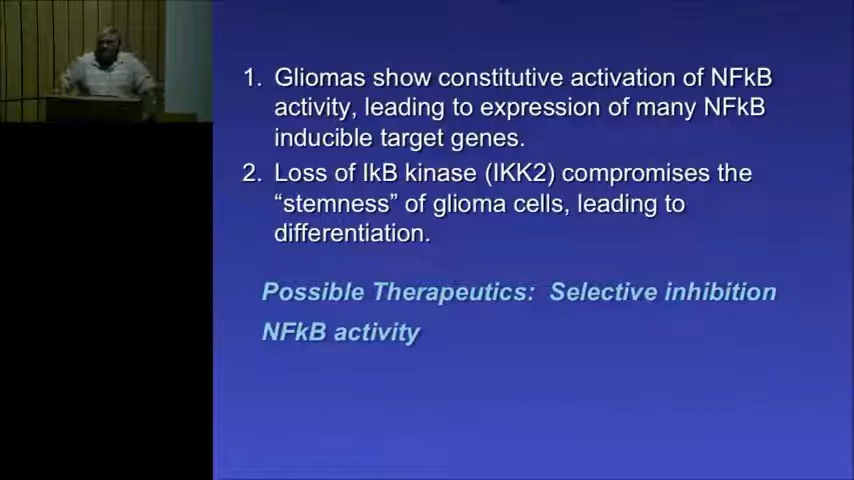 1. Gliomas show constitutive activation of NFkB
activity, leading to expression of many NFkB
inducible target genes.
2. Loss of IkB kinase (IKK2) compromises the
“stemness” of glioma cells, leading to
differentiation.
Possible Therapeutics: Selective inhibition
NFkB activity